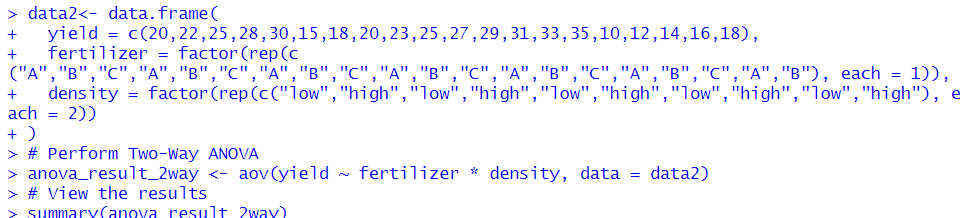 > data2<- data.frame(
+   yield = c(20,22,25,28,30,15,18,20,23,25,27,29,31,33,35,10,12,14,16,18),
+   fertilizer = factor(rep(c
("A","B","C","A","B","C","A","B","C","A","B","C","A","B","C","A","B","C","A","B"), each = 1)),
+   density = factor(rep(c("low","high","low","high","low","high","low","high","low","high"), e
ach = 2))
+ )
> # Perform Two-Way ANOVA
> anova_result_2way <- aov(yield ~ fertilizer * density, data = data2)
> # View the results
> summary(anova_result_2way)